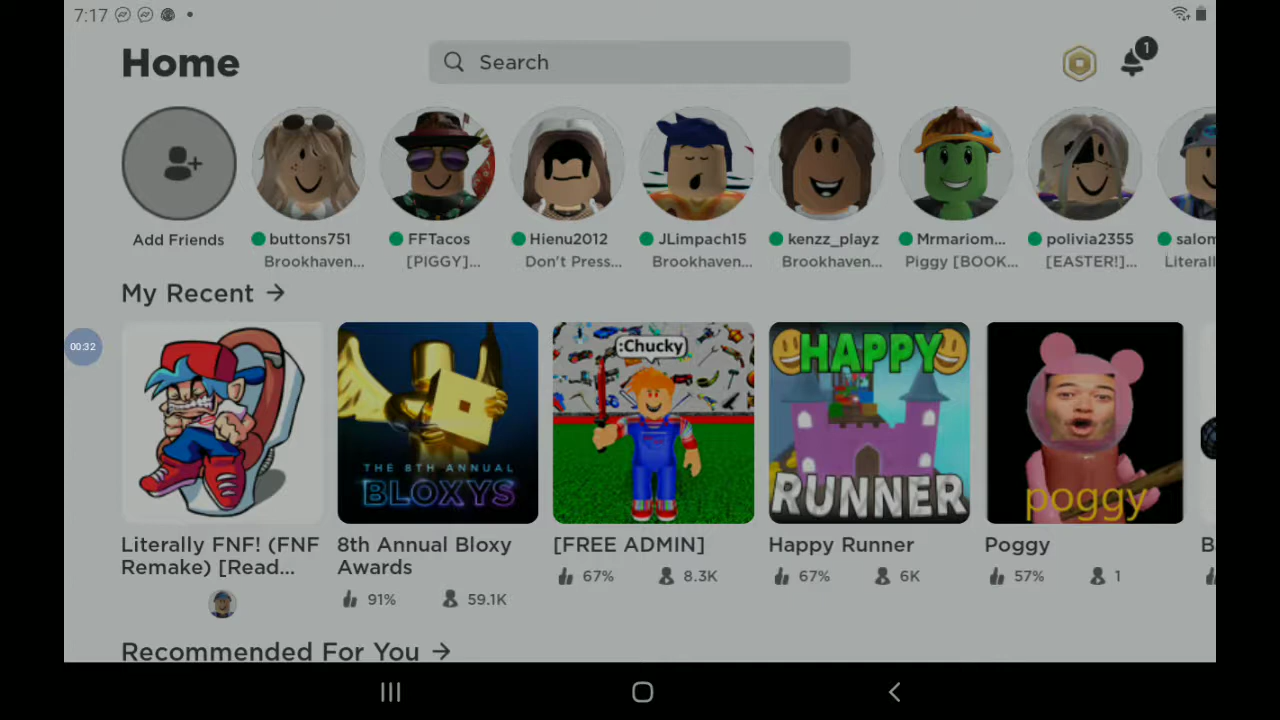 7:17
1
Home
Search
Add Friends
buttons751
Brookhaven...
FFTacos
[PIGGY]...
Hienu2012
Don't Press...
JLimpach15
Brookhaven...
kenzz_playz
Brookhaven...
Mrmariom...
Piggy [BOOK...
polivia2355
[EASTER!]...
salom
Literall
My Recent
00:32
THE 8TH ANNUAL
BLOXYS
:Chucky
HAPPY
RUNNER
poggy
Literally FNF! (FNF
Remake) [Read...
8th Annual Bloxy
Awards
91% 59.1K
[FREE ADMIN]
67% 8.3K
Happy Runner
67% 6K
Poggy
57% 1
B
Recommended For You